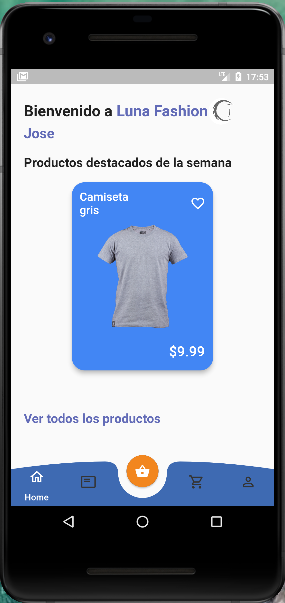 17:53
Bienvenido a Luna Fashion
Jose
Productos destacados de la semana
Camiseta
gris
$9.99
Ver todos los productos
Home